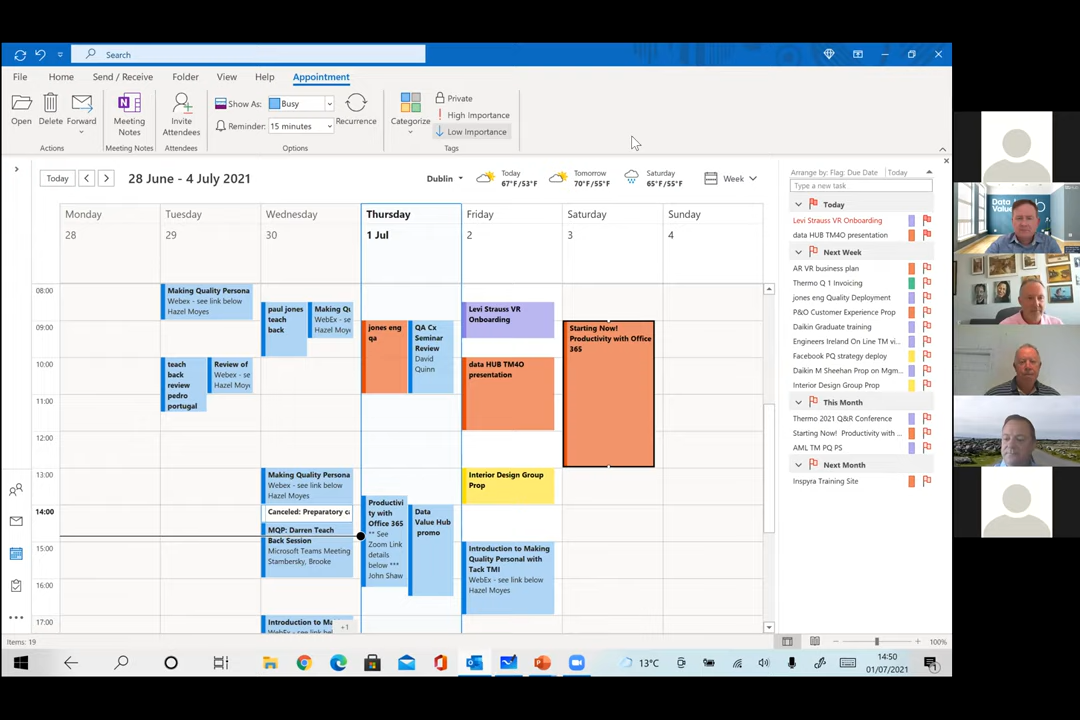 Search
File Home Send / Receive Folder View Help Appointment
Open
Delete
Forward
Actions
Meeting
Notes
Meeting Notes
Invite
Attendees
Attendees
Show As: Busy
Reminder: 15 minutes
Recurrence
Options
Categorize
Private
High Importance
Low Importance
Tags
Today
28 June - 4 July 2021
Dublin
Today
67°F/53°F
Tomorrow
70°F/55°F
Saturday
65°F/55°F
Week
Monday Tuesday Wednesday Thursday Friday Saturday Sunday
28 29 30 1 Jul 2 3 4
08:00
09:00
10:00
11:00
12:00
13:00
14:00
15:00
16:00
17:00
Making Quality Persona
Webex - see link below
Hazel Moyes
teach
back
review
pedro
portugal
Review of
Webex - se
Hazel Moy
paul jones
teach
back
Making Qu
WebEx - se
Hazel Moy
Making Quality Persona
Webex - see link below
Hazel Moyes
Canceled: Preparatory ca
MQP: Darren Teach
Back Session
Microsoft Teams Meeting
Stambersky, Brooke
Introduction to Ma
WebEx - see link bel
+1
jones eng
qa
QA Cx
Seminar
Review
David
Quinn
Productivi
ty with
Office 365
** See
Zoom Link
details
below ***
John Shaw
Data
Value Hub
promo
Levi Strauss VR
Onboarding
data HUB TM4O
presentation
Interior Design Group
Prop
Introduction to Making
Quality Personal with
Tack TMI
WebEx - see link below
Hazel Moyes
Starting Now!
Productivity with Office
365
Arrange by: Flag: Due Date Today
Type a new task
Today
Levi Strauss VR Onboarding
data HUB TM4O presentation
Next Week
AR VR business plan
Thermo Q 1 Invoicing
jones eng Quality Deployment
P&O Customer Experience Prop
Daikin Graduate training
Engineers Ireland On Line TM vi...
Facebook PQ strategy deploy
Daikin M Sheehan Prop on Mgm...
Interior Design Group Prop
This Month
Thermo 2021 Q&R Conference
Starting Now! Productivity with ...
AML TM PQ PS
Next Month
Inspyra Training Site
Items: 19
100%
13°C
14:50
01/07/2021